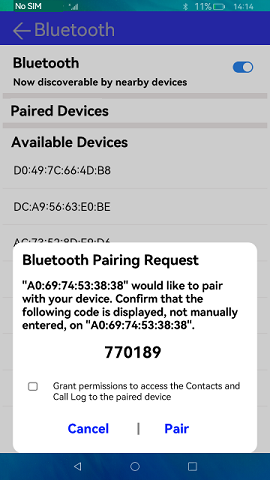 No SIM
11%
14:14
Bluetooth
Bluetooth
Now discoverable by nearby devices
Paired Devices
Available Devices
D0:49:7C:66:4D:B8
DC:A9:56:63:E0:BE
Bluetooth Pairing Request
"A0:69:74:53:38:38" would like to pair
with your device. Confirm that the
following code is displayed, not manually
entered, on "A0:69:74:53:38:38".
770189
Grant permissions to access the Contacts and
Call Log to the paired device
Cancel | Pair